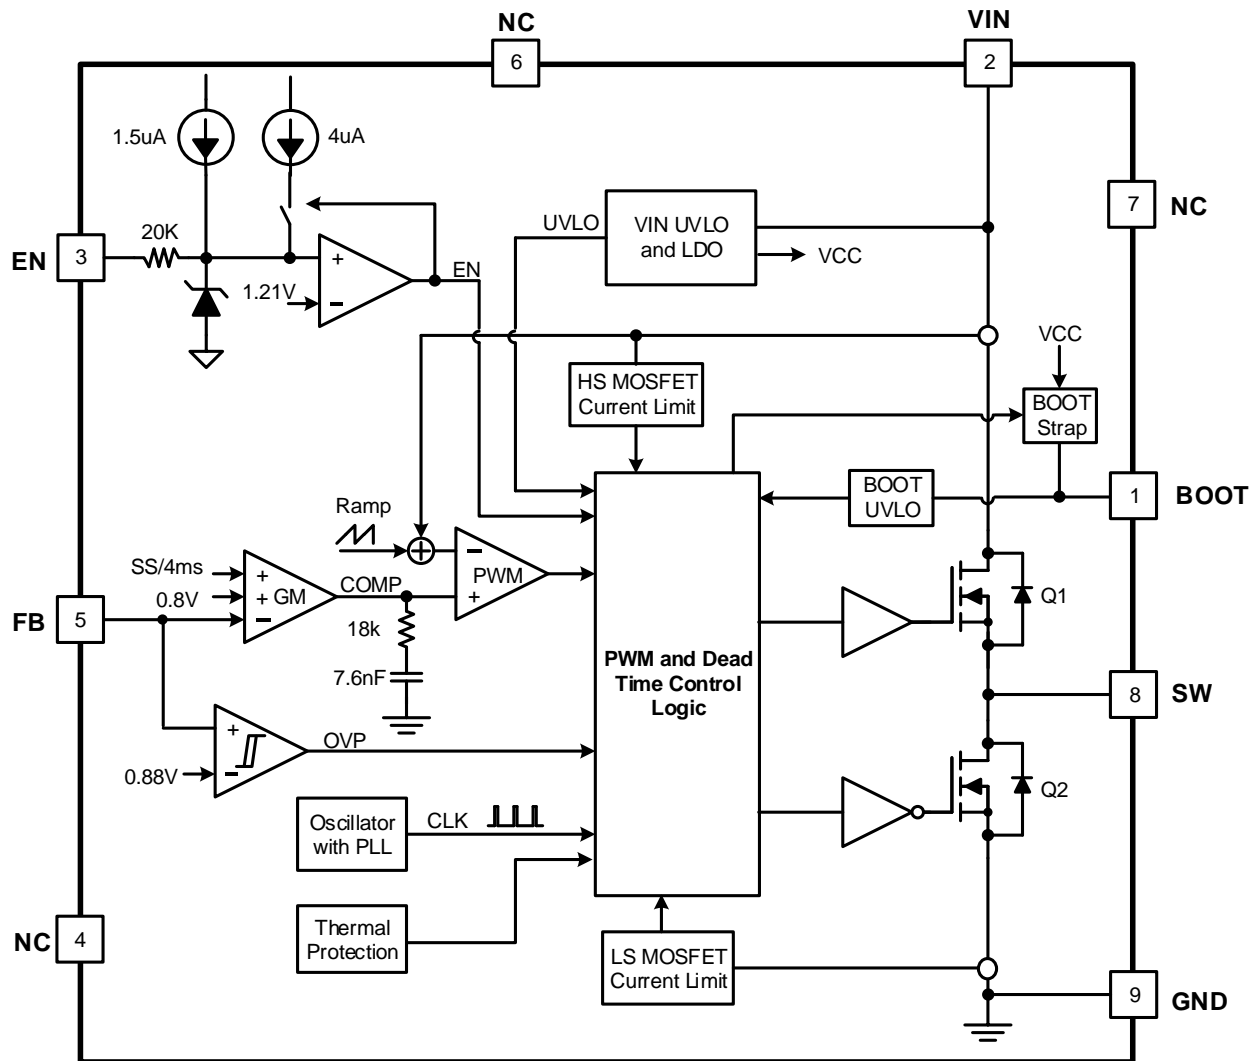 NC
6
VIN
2
1.5uA
4uA
7
NC
UVLO
VIN UVLO
and LDO
VCC
20K
EN
3
+
−
EN
1.21V
VCC
HS MOSFET
Current Limit
BOOT
Strap
BOOT
UVLO
1
BOOT
Ramp
+
−
+
PWM
SS/4ms
0.8V
+
+
−
GM
COMP
FB
5
18k
7.6nF
PWM and Dead
Time Control
Logic
Q1
8
SW
+
−
0.88V
OVP
Q2
Oscillator
with PLL
CLK
Thermal
Protection
NC
4
LS MOSFET
Current Limit
9
GND